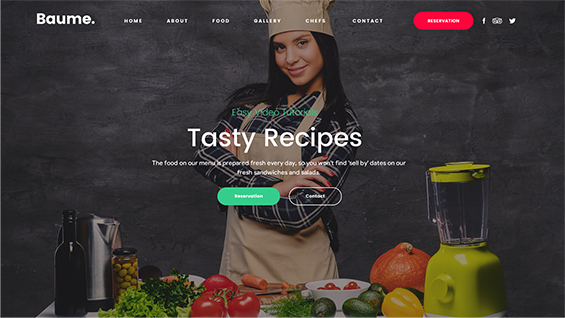 Baume.
HOME ABOUT FOOD GALLERY CHEFS CONTACT RESERVATION
Easy Video Tutorials
Tasty Recipes
The food on our menu is prepared fresh every day, so you won't find 'sell by' dates on our
fresh sandwiches and salads.
Reservation Contact